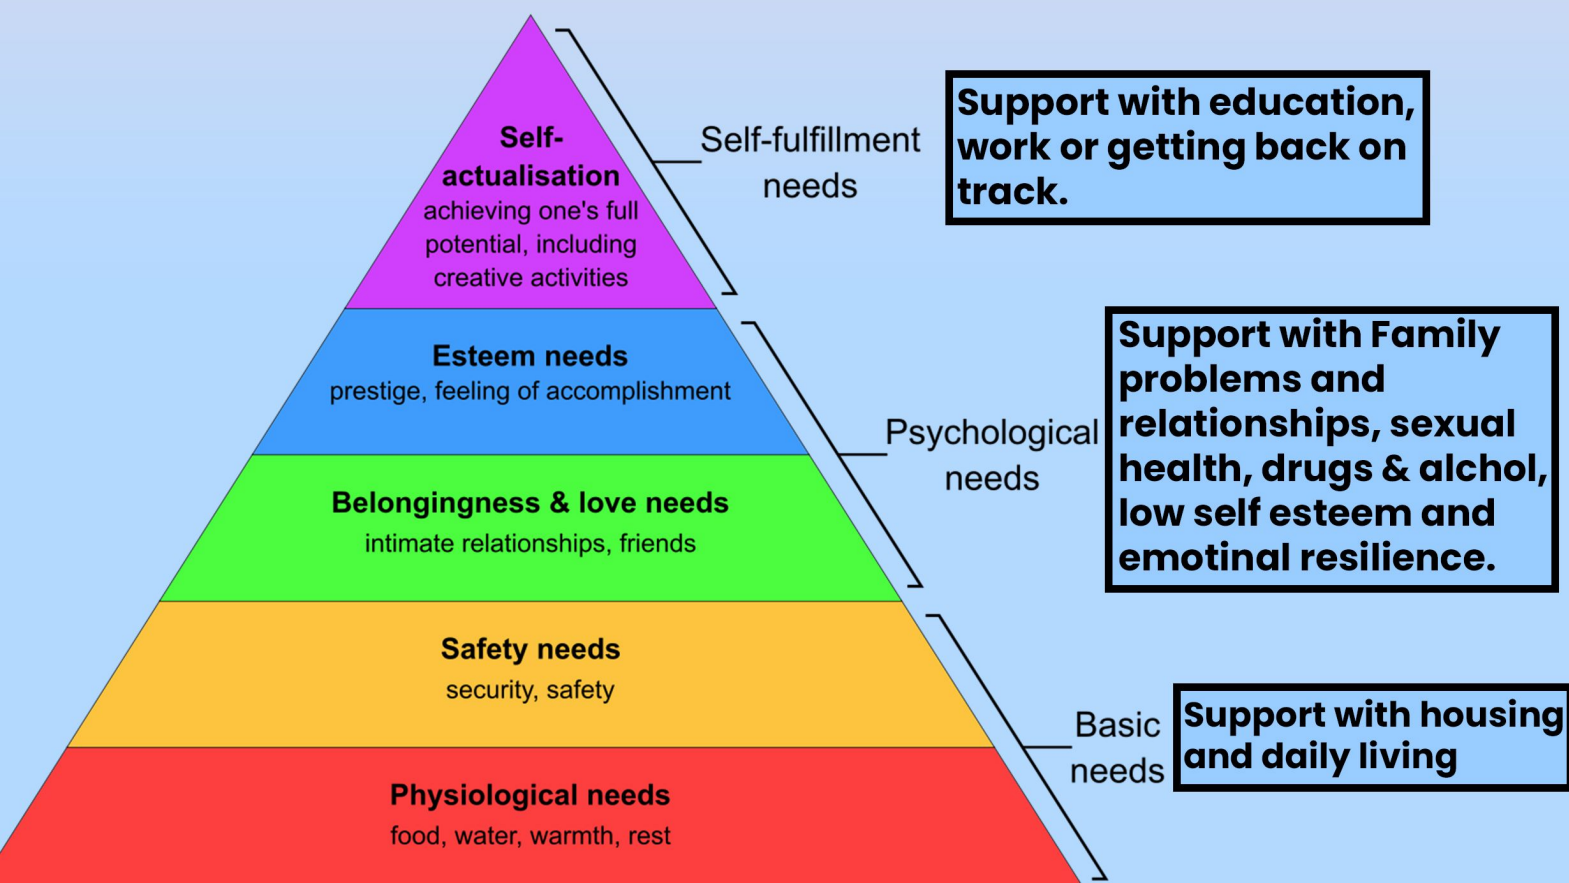 Self-
actualisation
achieving one's full
potential, including
creative activities
Self-fulfillment
needs
Support with education,
work or getting back on
track.
Esteem needs
prestige, feeling of accomplishment
Belongingness & love needs
intimate relationships, friends
Psychological
needs
Support with Family
problems and
relationships, sexual
health, drugs & alchol,
low self esteem and
emotinal resilience.
Safety needs
security, safety
Physiological needs
food, water, warmth, rest
Basic
needs
Support with housing
and daily living